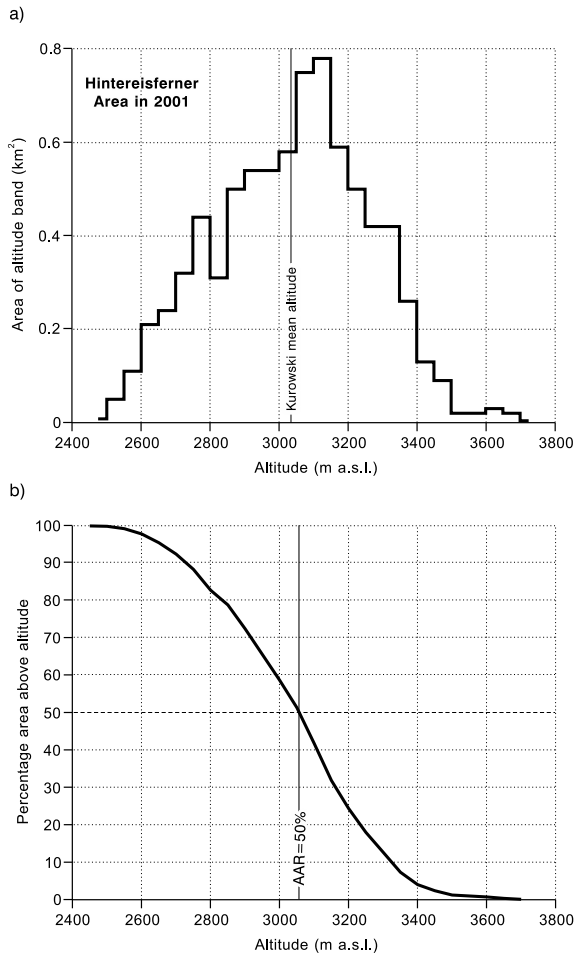 a)
0.8
0.6
0.4
0.2
0
Area of altitude band (km²)
Hintereisferner
Area in 2001
Kurowski mean altitude
2400 2600 2800 3000 3200 3400 3600 3800
Altitude (m a.s.l.)
b)
100
90
80
70
60
50
40
30
20
10
0
Percentage area above altitude
AAR=50%
2400 2600 2800 3000 3200 3400 3600 3800
Altitude (m a.s.l.)